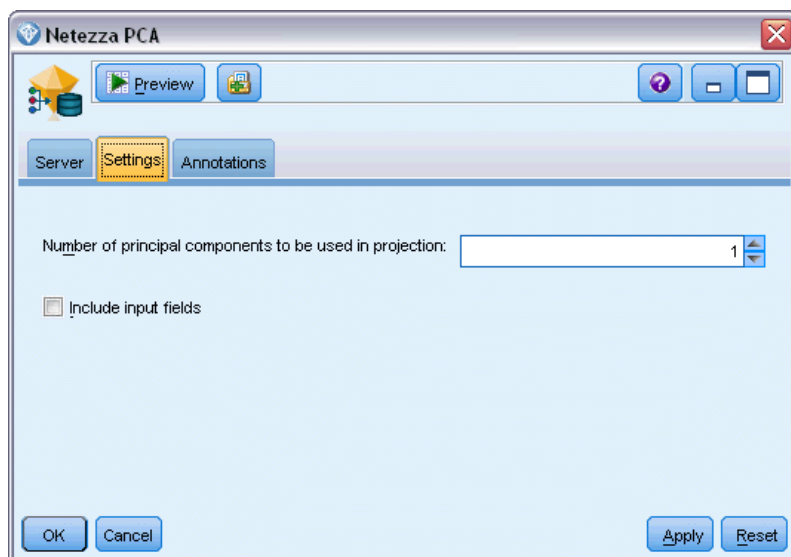 Netezza PCA
Preview
Server Settings Annotations
Number of principal components to be used in projection: 1
Include input fields
OK Cancel Apply Reset